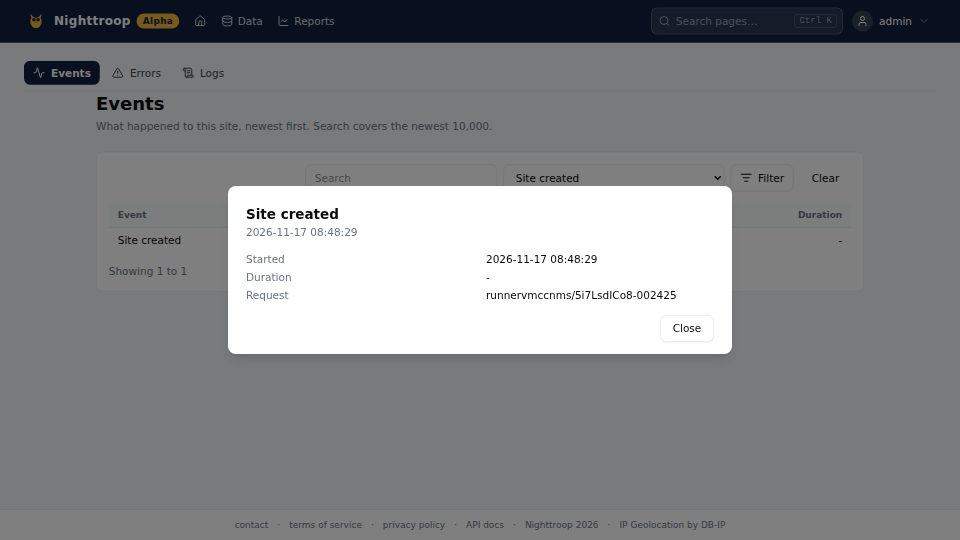 Nighttroop Alpha Data Reports Search pages... Ctrl K admin
Events Errors Logs
Events
What happened to this site, newest first. Search covers the newest 10,000.
Search Site created Filter Clear
Event Duration
Site created -
Showing 1 to 1
Site created
2026-11-17 08:48:29
Started 2026-11-17 08:48:29
Duration -
Request runnervmccnms/5i7LsdICo8-002425
Close
contact · terms of service · privacy policy · API docs · Nighttroop 2026 · IP Geolocation by DB-IP